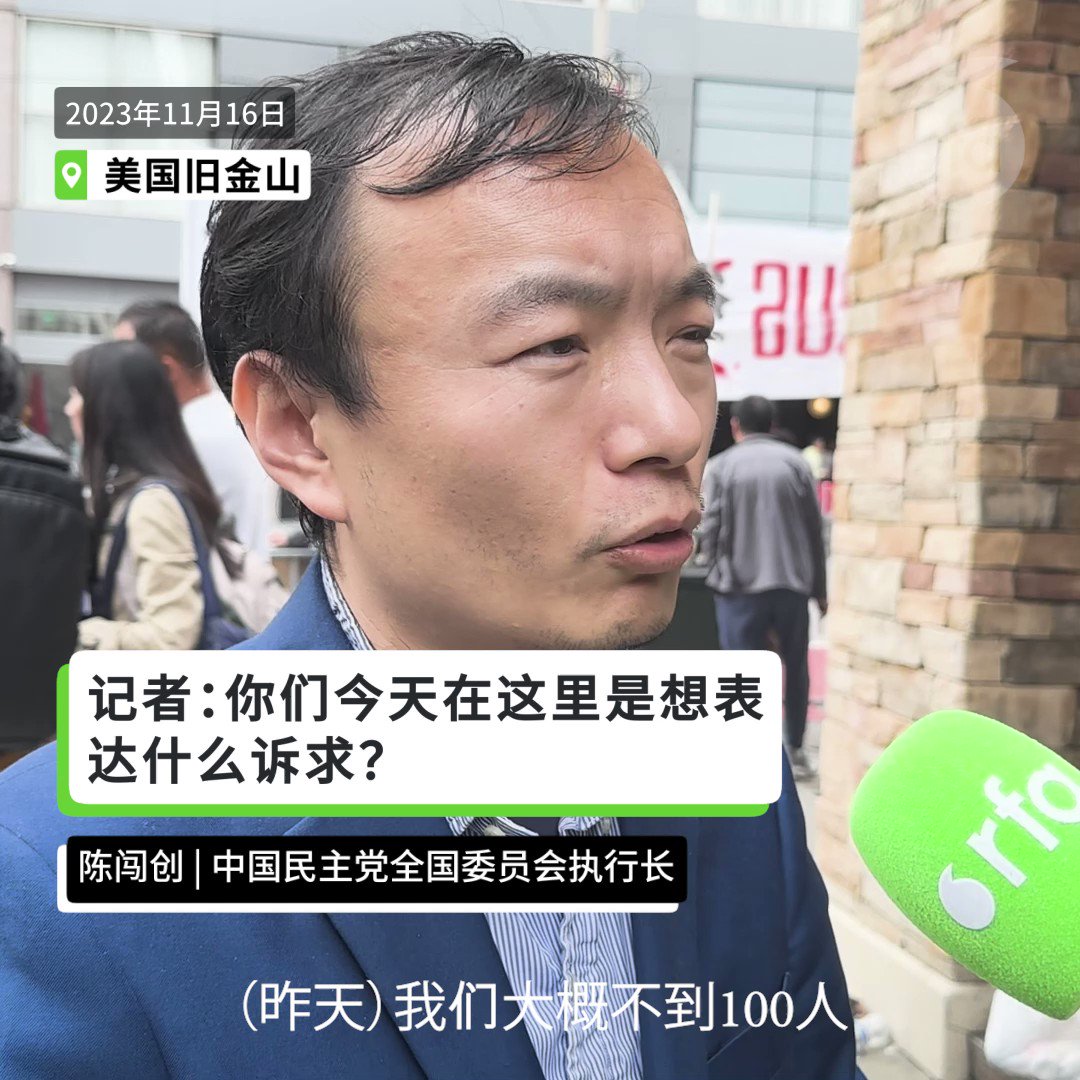 2023年11月16日
美国旧金山
SUS
记者：你们今天在这里是想表
达什么诉求？
rfa
陈闯创 | 中国民主党全国委员会执行长
（昨天）我们大概不到100人